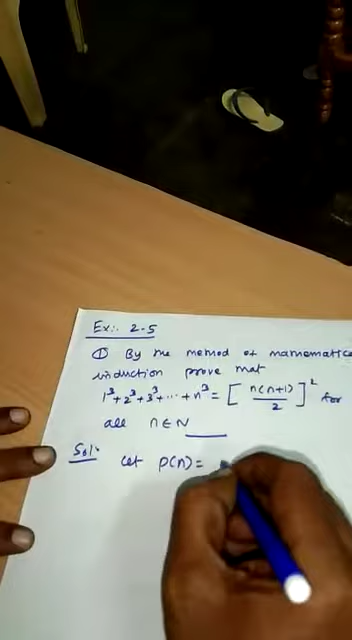 Ex:- 2.5
① By the method of mathematica
induction prove that
1³+2³+3³+...+n³ = [n(n+1)/2]² for
all n∈N
Sol:
Let P(n) =